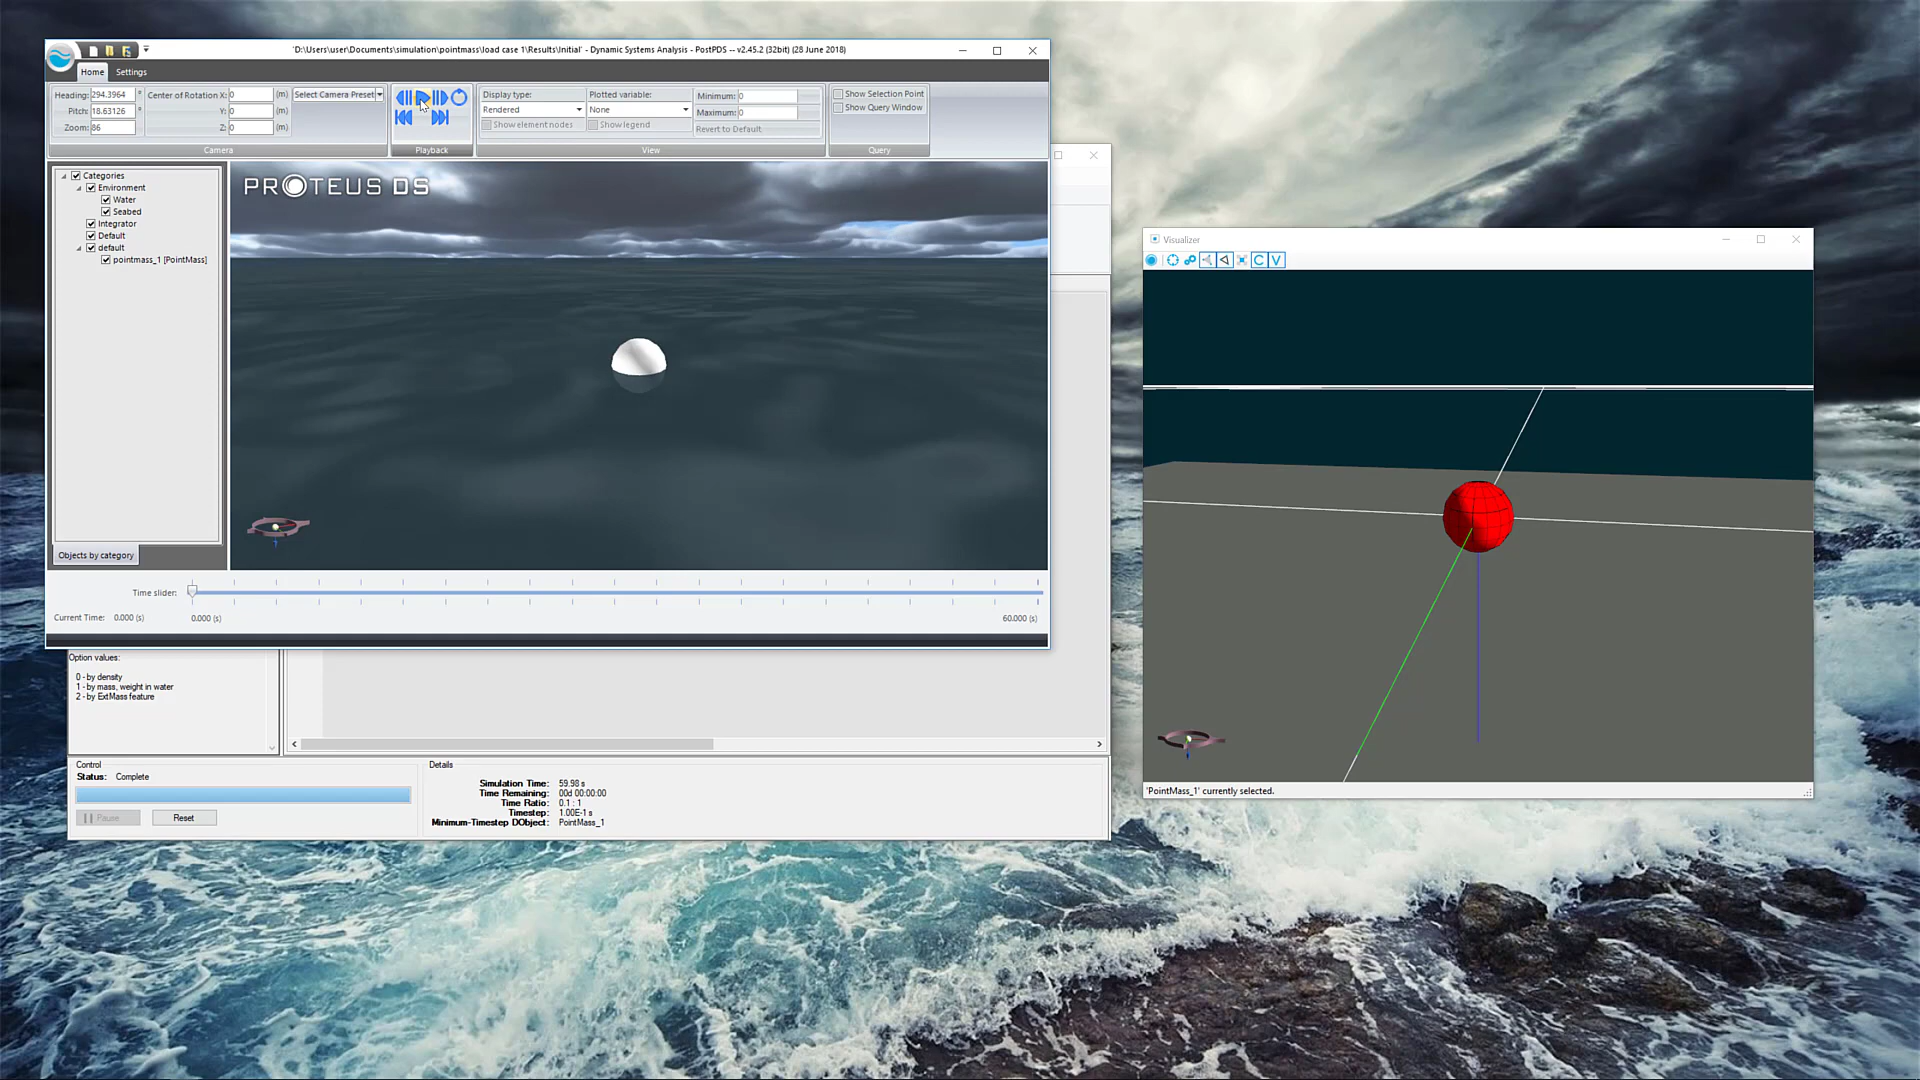 'D:\Users\user\Documents\simulation\pointmass\load case 1\Results\Initial' - Dynamic Systems Analysis - PostPDS -- v2.45.2 (32bit) (28 June 2018)
Home Settings
Heading: 294.3964 °
Pitch: 18.63126 °
Zoom: 86
Center of Rotation X: 0 (m)
Y: 0 (m)
Z: 0 (m)
Select Camera Preset
Camera
Playback
Display type:
Rendered
Show element nodes
Plotted variable:
None
Show legend
Minimum: 0
Maximum: 0
Revert to Default
View
Show Selection Point
Show Query Window
Query
Categories
Environment
Water
Seabed
Integrator
Default
default
pointmass_1 [PointMass]
Objects by category
PROTEUS DS
Time slider:
Current Time: 0.000 (s)
0.000 (s)
60.000 (s)
Option values:
0 - by density
1 - by mass, weight in water
2 - by ExtMass feature
Control
Status: Complete
Pause
Reset
Details
Simulation Time: 59.98 s
Time Remaining: 00d 00:00:00
Time Ratio: 0.1 : 1
Timestep: 1.00E-1 s
Minimum-Timestep DObject: PointMass_1
Visualizer
C V
'PointMass_1' currently selected.